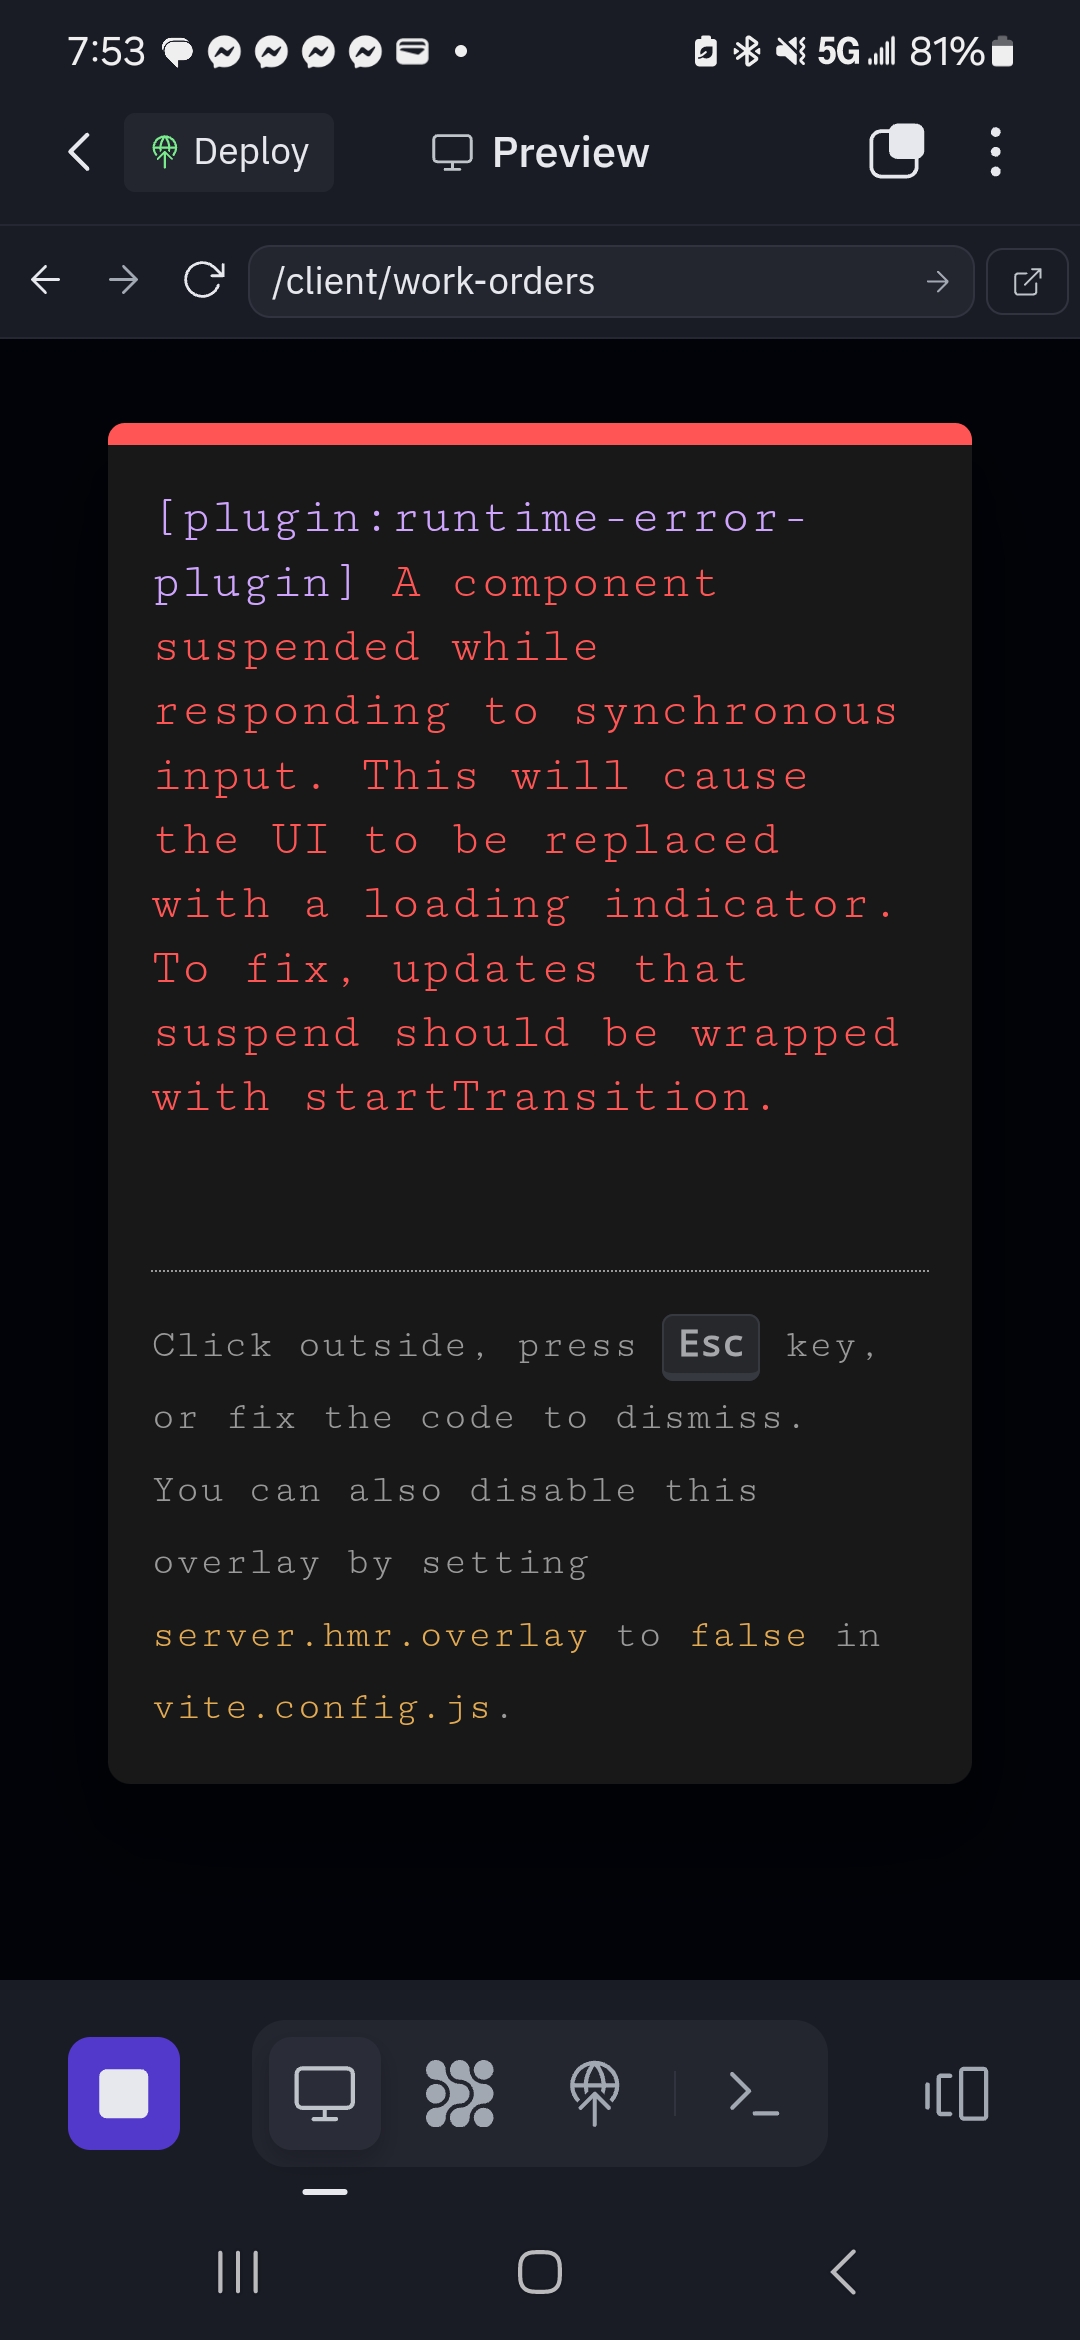 7:53 5G 81%
Deploy Preview
/client/work-orders
[plugin:runtime-error-
plugin] A component
suspended while
responding to synchronous
input. This will cause
the UI to be replaced
with a loading indicator.
To fix, updates that
suspend should be wrapped
with startTransition.
Click outside, press Esc key,
or fix the code to dismiss.
You can also disable this
overlay by setting
server.hmr.overlay to false in
vite.config.js.